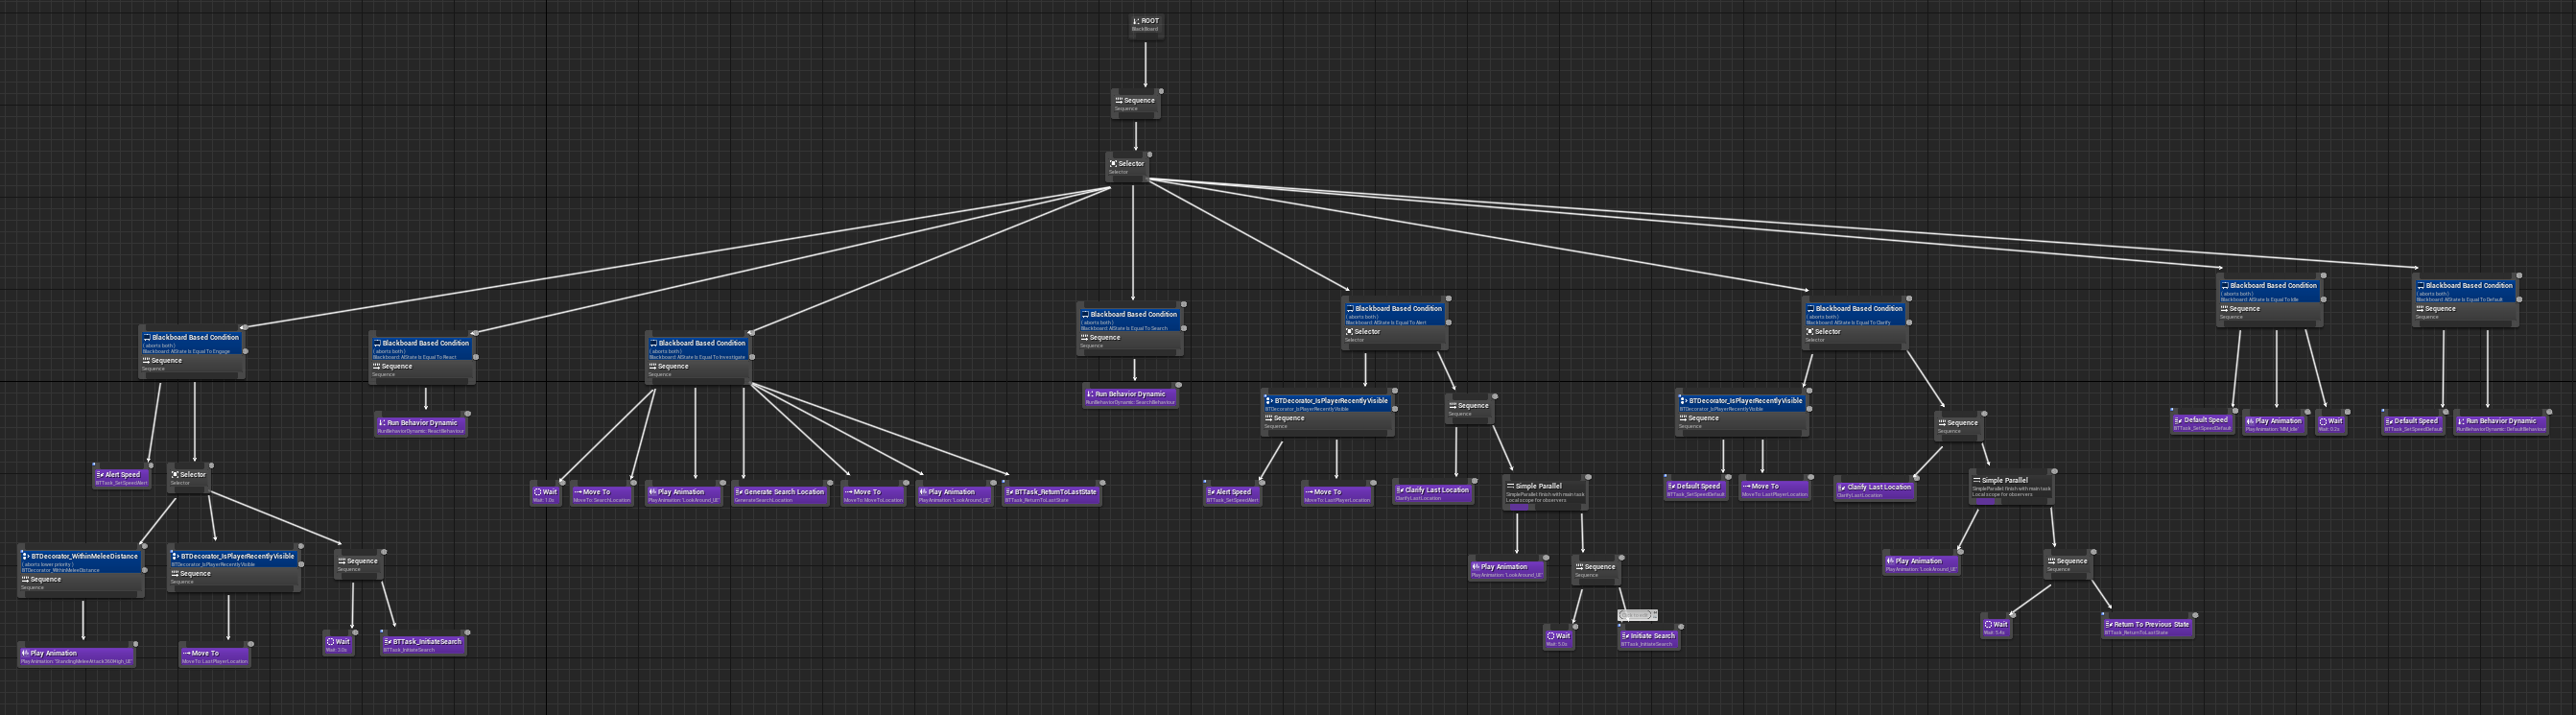 ROOT
BlackBoard
Sequence
Sequence
Selector
Selector
Blackboard Based Condition
( aborts both )
Blackboard: AIState Is Equal To Engage
Sequence
Sequence
Alert Speed
BTTask_SetSpeedAlert
Selector
Selector
BTDecorator_WithinMeleeDistance
( aborts lower priority )
BTDecorator_WithinMeleeDistance
Sequence
Sequence
Play Animation
BTDecorator_IsPlayerRecentlyVisible
BTDecorator_IsPlayerRecentlyVisible
Sequence
Sequence
Move To
MoveTo: LastPlayerLocation
Sequence
Sequence
Wait
Wait: 3.0s
BTTask_InitiateSearch
BTTask_InitiateSearch
Blackboard Based Condition
( aborts both )
Blackboard: AIState Is Equal To React
Sequence
Sequence
Run Behavior Dynamic
RunBehaviorDynamic: ReactBehaviour
Blackboard Based Condition
( aborts both )
Blackboard: AIState Is Equal To Investigate
Sequence
Sequence
Wait
Wait: 1.0s
Move To
MoveTo: SearchLocation
Play Animation
PlayAnimation: 'LookAround_UE'
Generate Search Location
GenerateSearchLocation
Move To
MoveTo: MoveToLocation
Play Animation
PlayAnimation: 'LookAround_UE'
BTTask_ReturnToLastState
BTTask_ReturnToLastState
Blackboard Based Condition
( aborts both )
Blackboard: AIState Is Equal To Search
Sequence
Sequence
Run Behavior Dynamic
RunBehaviorDynamic: SearchBehaviour
Blackboard Based Condition
( aborts both )
Blackboard: AIState Is Equal To Alert
Selector
Selector
BTDecorator_IsPlayerRecentlyVisible
BTDecorator_IsPlayerRecentlyVisible
Sequence
Sequence
Alert Speed
BTTask_SetSpeedAlert
Move To
MoveTo: LastPlayerLocation
Sequence
Sequence
Clarify Last Location
ClarifyLastLocation
Simple Parallel
SimpleParallel: finish with main task
Local scope for observers
Play Animation
PlayAnimation: 'LookAround_UE'
Sequence
Sequence
Wait
Wait: 5.0s
Initiate Search
BTTask_InitiateSearch
Blackboard Based Condition
( aborts both )
Blackboard: AIState Is Equal To Clarify
Selector
Selector
BTDecorator_IsPlayerRecentlyVisible
BTDecorator_IsPlayerRecentlyVisible
Sequence
Sequence
Default Speed
BTTask_SetSpeedDefault
Move To
MoveTo: LastPlayerLocation
Sequence
Sequence
Clarify Last Location
ClarifyLastLocation
Simple Parallel
SimpleParallel: finish with main task
Local scope for observers
Play Animation
PlayAnimation: 'LookAround_UE'
Sequence
Sequence
Wait
Return To Previous State
BTTask_ReturnToLastState
Blackboard Based Condition
( aborts both )
Blackboard: AIState Is Equal To Idle
Sequence
Sequence
Default Speed
BTTask_SetSpeedDefault
Play Animation
PlayAnimation: 'MM_Idle'
Wait
Blackboard Based Condition
( aborts both )
Blackboard: AIState Is Equal To Default
Sequence
Sequence
Default Speed
BTTask_SetSpeedDefault
Run Behavior Dynamic
RunBehaviorDynamic: DefaultBehaviour